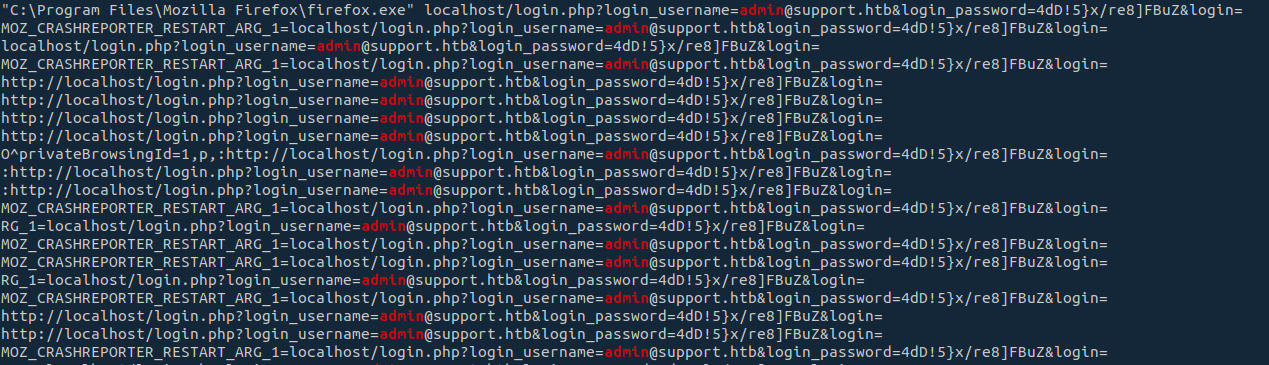 "C:\Program Files\Mozilla Firefox\firefox.exe" localhost/login.php?login_username=admin@support.htb&login_password=4dD!5}x/re8]FBuZ&login=
MOZ_CRASHREPORTER_RESTART_ARG_1=localhost/login.php?login_username=admin@support.htb&login_password=4dD!5}x/re8]FBuZ&login=
localhost/login.php?login_username=admin@support.htb&login_password=4dD!5}x/re8]FBuZ&login=
MOZ_CRASHREPORTER_RESTART_ARG_1=localhost/login.php?login_username=admin@support.htb&login_password=4dD!5}x/re8]FBuZ&login=
http://localhost/login.php?login_username=admin@support.htb&login_password=4dD!5}x/re8]FBuZ&login=
http://localhost/login.php?login_username=admin@support.htb&login_password=4dD!5}x/re8]FBuZ&login=
http://localhost/login.php?login_username=admin@support.htb&login_password=4dD!5}x/re8]FBuZ&login=
http://localhost/login.php?login_username=admin@support.htb&login_password=4dD!5}x/re8]FBuZ&login=
O^privateBrowsingId=1,p,:http://localhost/login.php?login_username=admin@support.htb&login_password=4dD!5}x/re8]FBuZ&login=
:http://localhost/login.php?login_username=admin@support.htb&login_password=4dD!5}x/re8]FBuZ&login=
:http://localhost/login.php?login_username=admin@support.htb&login_password=4dD!5}x/re8]FBuZ&login=
MOZ_CRASHREPORTER_RESTART_ARG_1=localhost/login.php?login_username=admin@support.htb&login_password=4dD!5}x/re8]FBuZ&login=
RG_1=localhost/login.php?login_username=admin@support.htb&login_password=4dD!5}x/re8]FBuZ&login=
MOZ_CRASHREPORTER_RESTART_ARG_1=localhost/login.php?login_username=admin@support.htb&login_password=4dD!5}x/re8]FBuZ&login=
MOZ_CRASHREPORTER_RESTART_ARG_1=localhost/login.php?login_username=admin@support.htb&login_password=4dD!5}x/re8]FBuZ&login=
RG_1=localhost/login.php?login_username=admin@support.htb&login_password=4dD!5}x/re8]FBuZ&login=
MOZ_CRASHREPORTER_RESTART_ARG_1=localhost/login.php?login_username=admin@support.htb&login_password=4dD!5}x/re8]FBuZ&login=
http://localhost/login.php?login_username=admin@support.htb&login_password=4dD!5}x/re8]FBuZ&login=
http://localhost/login.php?login_username=admin@support.htb&login_password=4dD!5}x/re8]FBuZ&login=
MOZ_CRASHREPORTER_RESTART_ARG_1=localhost/login.php?login_username=admin@support.htb&login_password=4dD!5}x/re8]FBuZ&login=